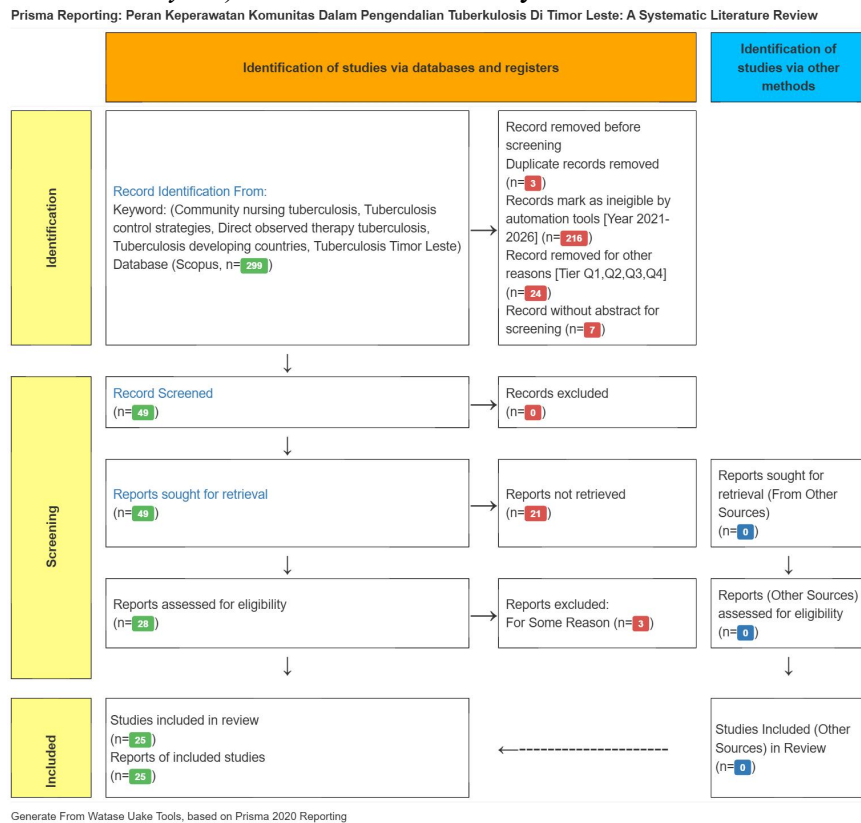 Prisma Reporting: Peran Keperawatan Komunitas Dalam Pengendalian Tuberkulosis Di Timor Leste: A Systematic Literature Review
Identification of studies via databases and registers
Identification of
studies via other
methods
Identification
Record Identification From:
Keyword: (Community nursing tuberculosis, Tuberculosis
control strategies, Direct observed therapy tuberculosis,
Tuberculosis developing countries, Tuberculosis Timor Leste)
Database (Scopus, n= 299 )
Record removed before
screening
Duplicate records removed
(n= 3 )
Records mark as ineigible by
automation tools [Year 2021-
2026] (n= 216 )
Record removed for other
reasons [Tier Q1,Q2,Q3,Q4]
(n= 24 )
Record without abstract for
screening (n= 7 )
Screening
Record Screened
(n= 49 )
Records excluded
(n= 0 )
Reports sought for retrieval
(n= 49 )
Reports not retrieved
(n= 21 )
Reports sought for
retrieval (From Other
Sources)
(n= 0 )
Reports assessed for eligibility
(n= 28 )
Reports excluded:
For Some Reason (n= 3 )
Reports (Other Sources)
assessed for eligibility
(n= 0 )
Included
Studies included in review
(n= 25 )
Reports of included studies
(n= 25 )
Studies Included (Other
Sources) in Review
(n= 0 )
Generate From Watase Uake Tools, based on Prisma 2020 Reporting